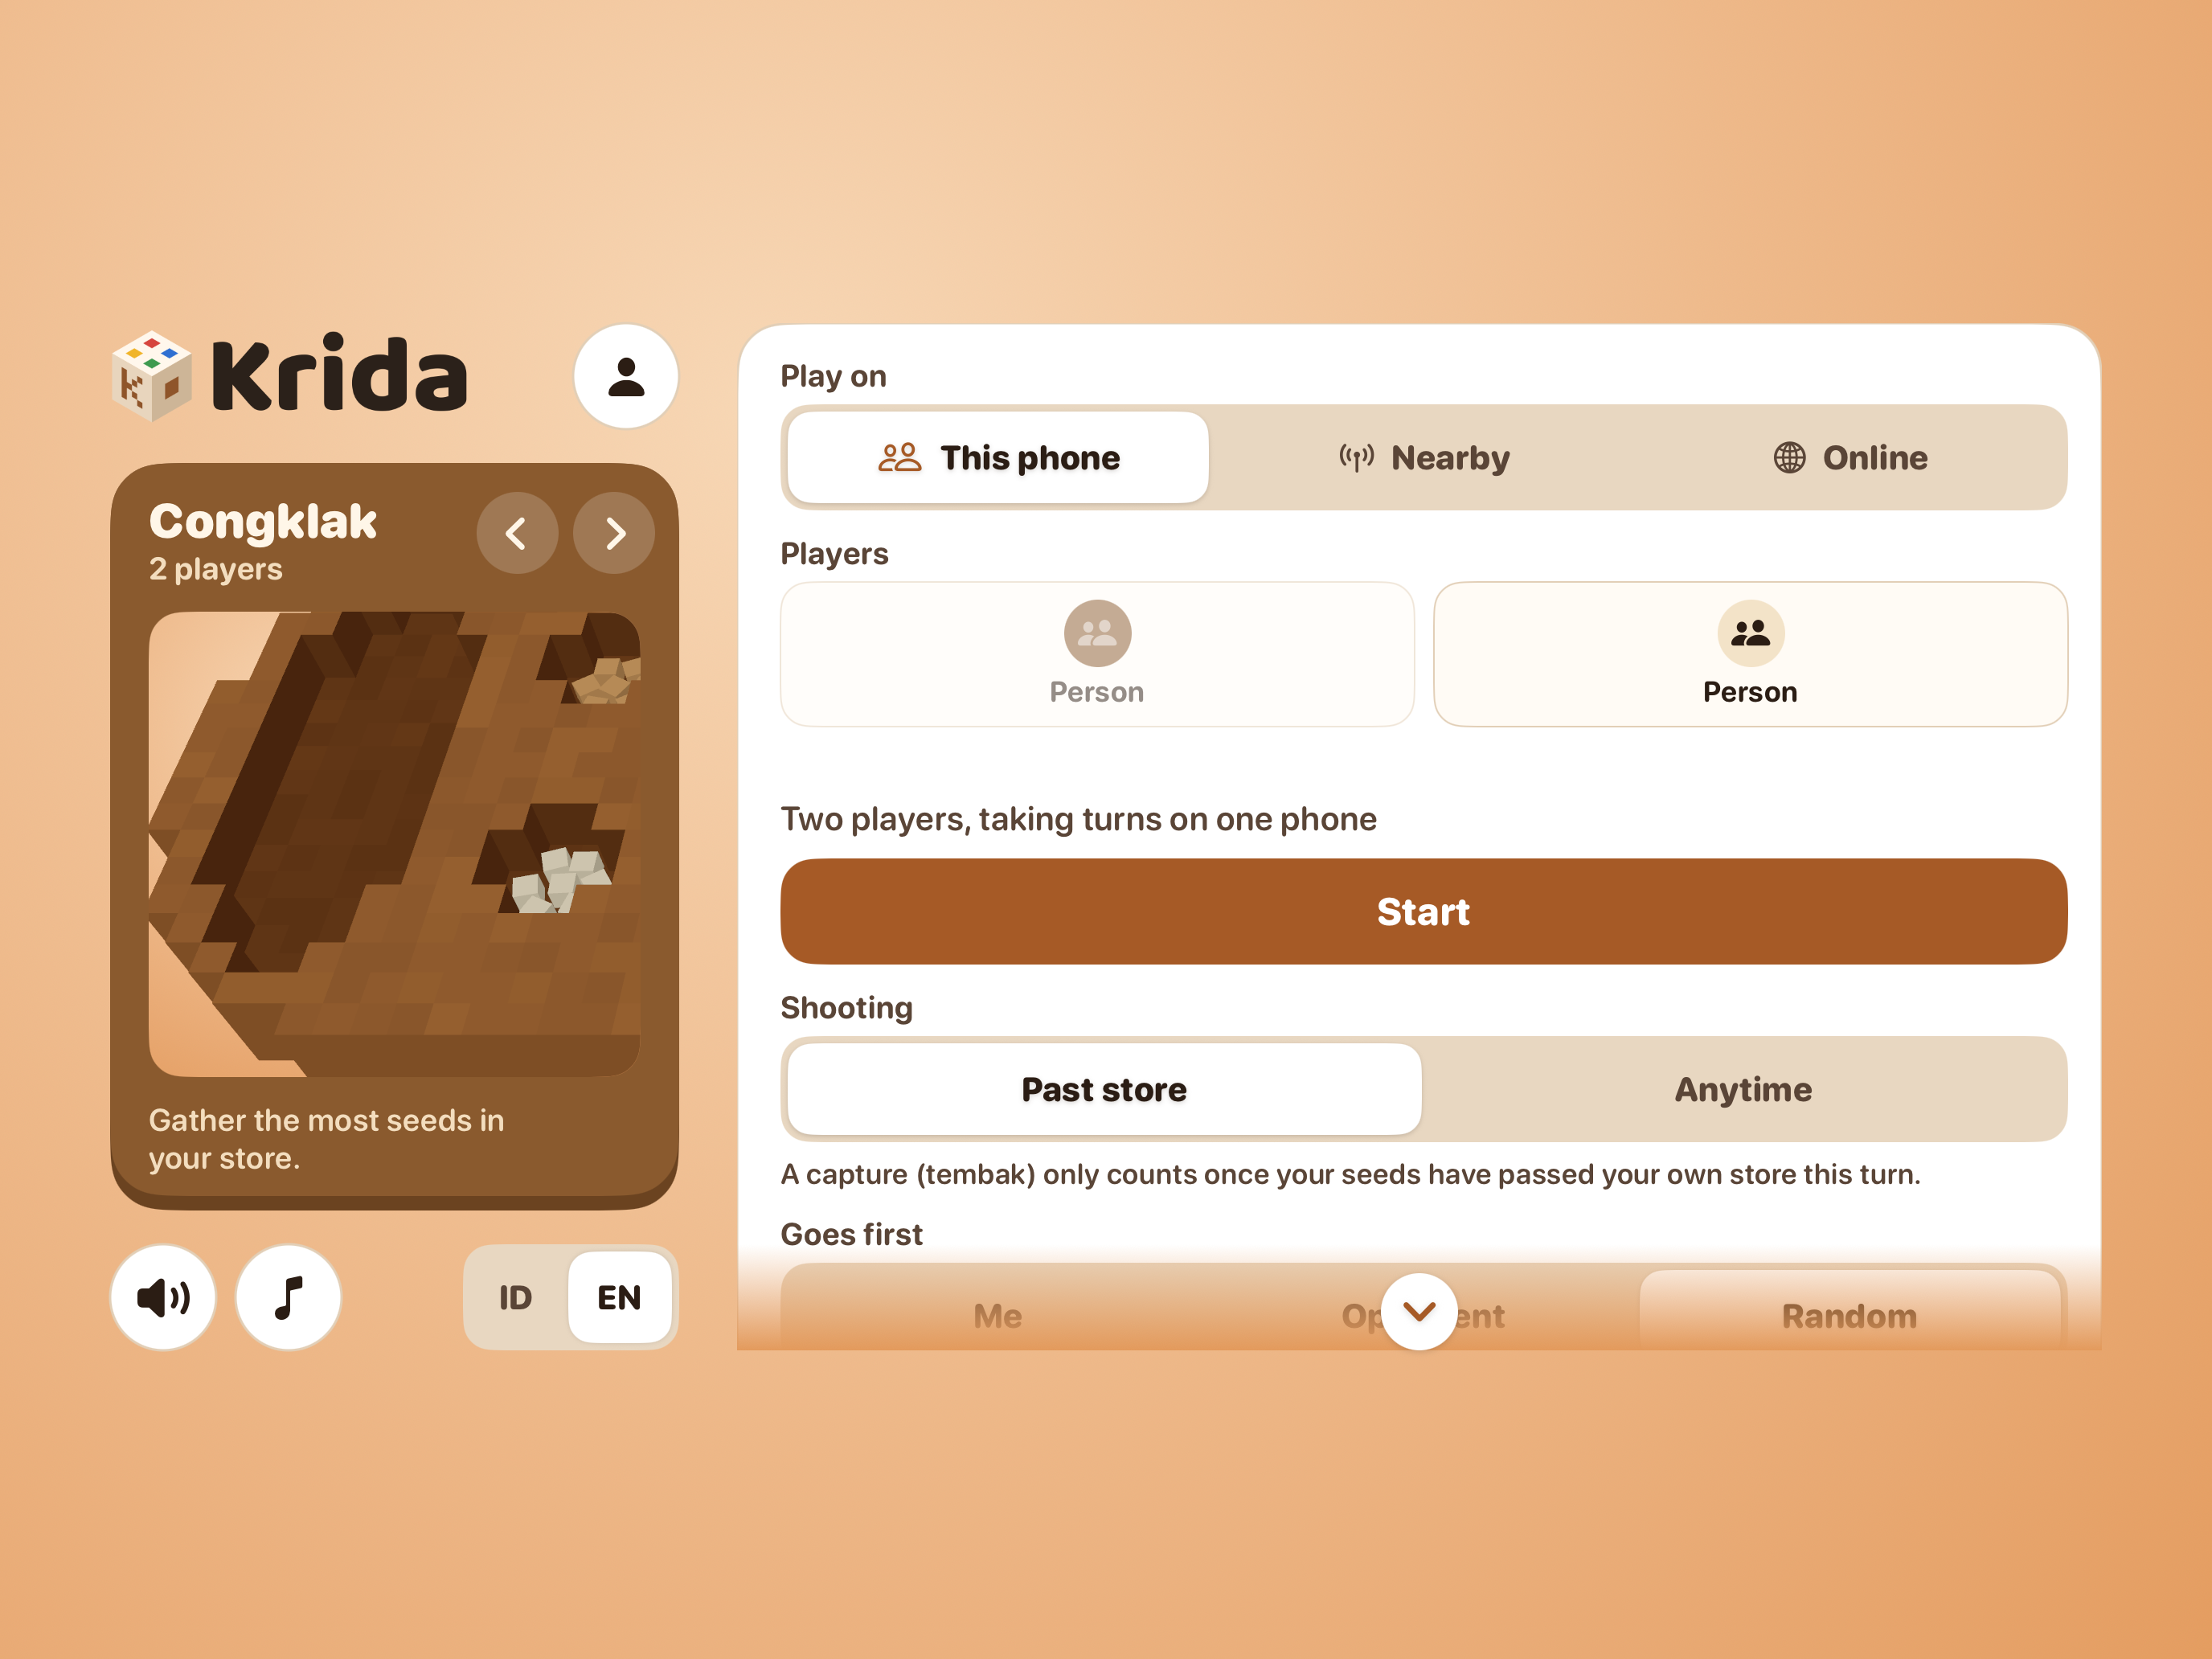 Krida
Congklak
2 players
Gather the most seeds in
your store.
ID
EN
Play on
This phone
Nearby
Online
Players
Person
Person
Two players, taking turns on one phone
Start
Shooting
Past store
Anytime
A capture (tembak) only counts once your seeds have passed your own store this turn.
Goes first
Me
Random